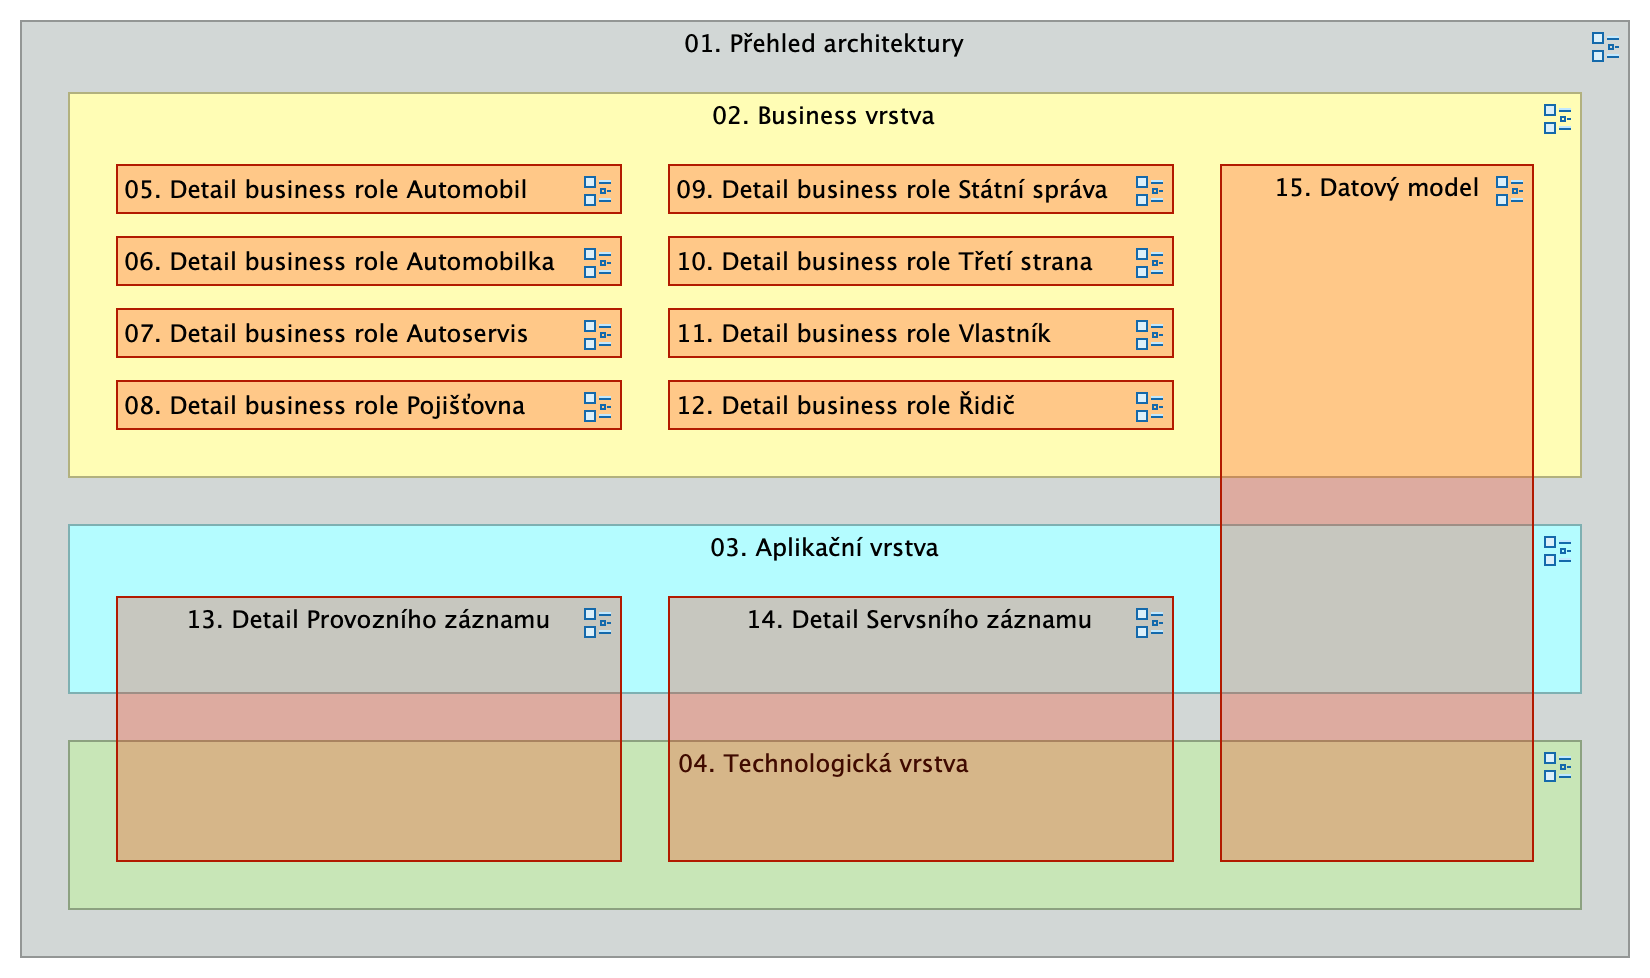 01. Přehled architektury
02. Business vrstva
05. Detail business role Automobil
09. Detail business role Státní správa
15. Datový model
06. Detail business role Automobilka
10. Detail business role Třetí strana
07. Detail business role Autoservis
11. Detail business role Vlastník
08. Detail business role Pojišťovna
12. Detail business role Řidič
03. Aplikační vrstva
13. Detail Provozního záznamu
14. Detail Servsního záznamu
04. Technologická vrstva